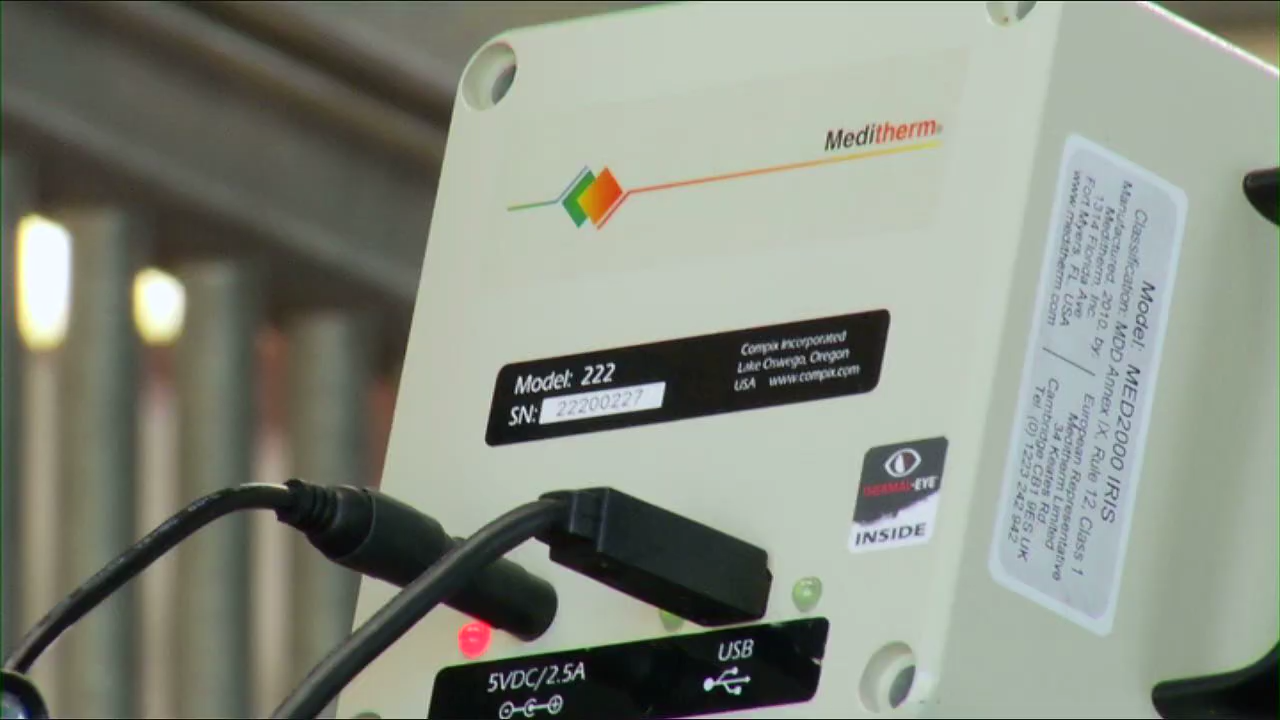 Meditherm®
Model: 222
SN: 22200227
Compix Incorporated
Lake Oswego, Oregon
USA www.compix.com
THERMAL-EYE
INSIDE
5VDC/2.5A
USB
Model: MED2000 IRIS
Classification: MDD Annex IX, Rule 12, Class 1
Manufactured 2010, by:
Meditherm Inc.
1314 Florida Ave
Fort Myers, FL, USA
www.meditherm.com
European Representative
Meditherm Limited
34 Keates Rd
Cambridge CB1 9ES UK
Tel (0) 1223 242 942